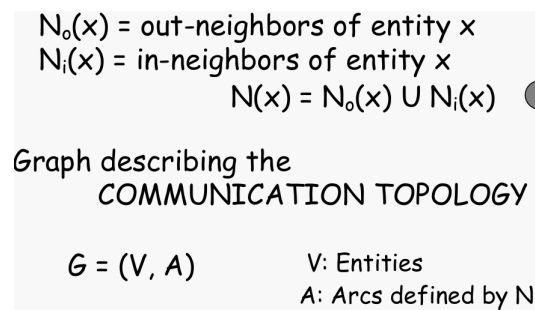 Nₒ(x) = out-neighbors of entity x
Nᵢ(x) = in-neighbors of entity x
N(x) = Nₒ(x) U Nᵢ(x)
Graph describing the
COMMUNICATION TOPOLOGY
G = (V, A)
V: Entities
A: Arcs defined by N